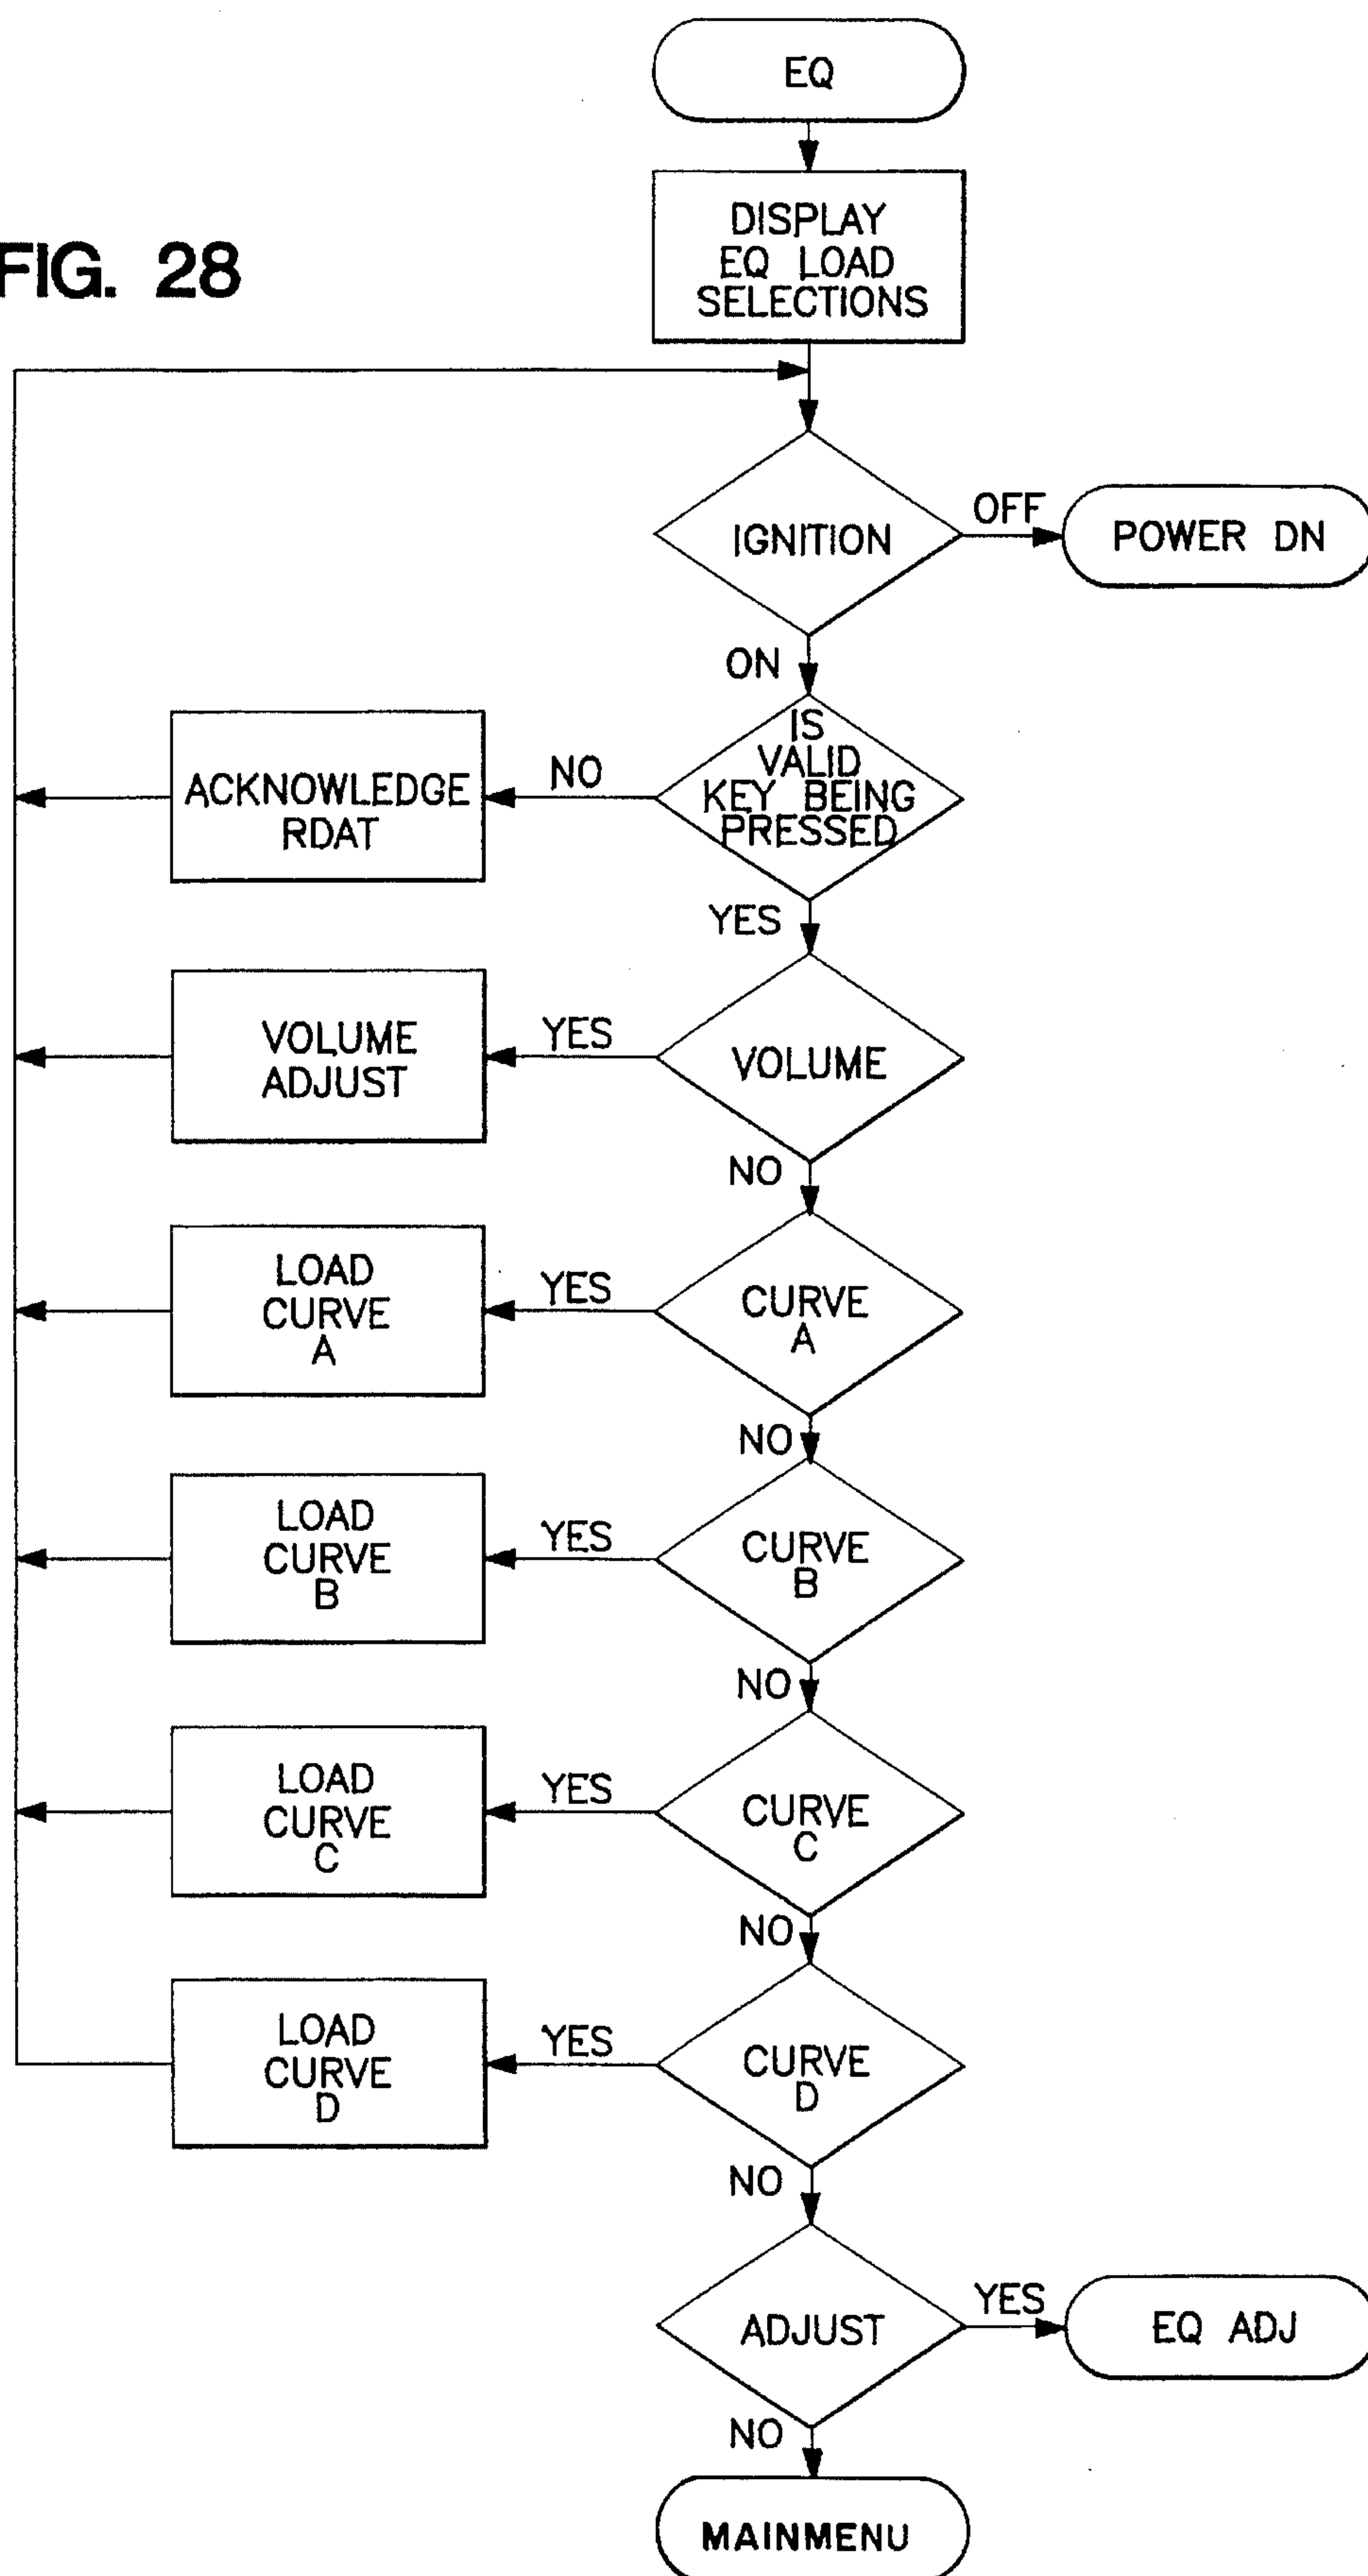 EQ
DISPLAY
EQ LOAD
SELECTIONS
FIG. 28
IGNITION
OFF
POWER DN
ON
IS
VALID
KEY BEING
PRESSED
NO
ACKNOWLEDGE
RDAT
YES
VOLUME
YES
VOLUME
ADJUST
NO
CURVE
A
YES
LOAD
CURVE
A
NO
CURVE
B
YES
LOAD
CURVE
B
NO
CURVE
C
YES
LOAD
CURVE
C
NO
CURVE
D
YES
LOAD
CURVE
D
NO
ADJUST
YES
EQ ADJ
NO
MAINMENU